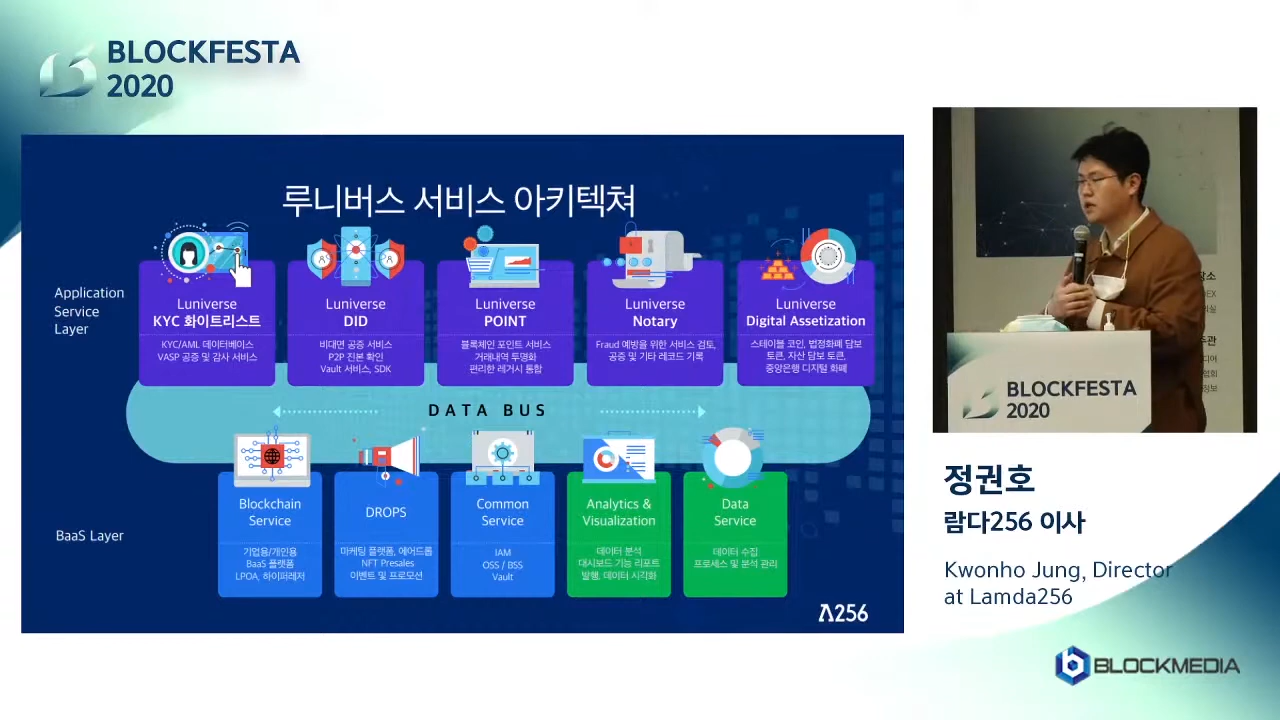 BLOCKFESTA
2020
루니버스 서비스 아키텍쳐
Application
Service
Layer
Luniverse
KYC 화이트리스트
KYC/AML 데이터베이스
VASP 공증 및 감사 서비스
Luniverse
DID
비대면 공증 서비스
P2P 진본 확인
Vault 서비스, SDK
Luniverse
POINT
블록체인 포인트 서비스
거래내역 투명화
편리한 레거시 통합
Luniverse
Notary
Fraud 예방을 위한 서비스 검토,
공증 및 기타 레코드 기록
Luniverse
Digital Assetization
스테이블 코인, 법정화폐 담보
토큰, 자산 담보 토큰,
중앙은행 디지털 화폐
DATA BUS
BaaS Layer
Blockchain
Service
기업용/개인용
BaaS 플랫폼
LPOA, 하이퍼레저
DROPS
마케팅 플랫폼, 에어드롭
NFT Presales
이벤트 및 프로모션
Common
Service
IAM
OSS / BSS
Vault
Analytics &
Visualization
데이터 분석
대시보드 기능 리포트
발행, 데이터 시각화
Data
Service
데이터 수집
프로세스 및 분석 관리
Λ256
BLOCKFESTA
2020
정권호
람다256 이사
Kwonho Jung, Director
at Lamda256
BLOCKMEDIA